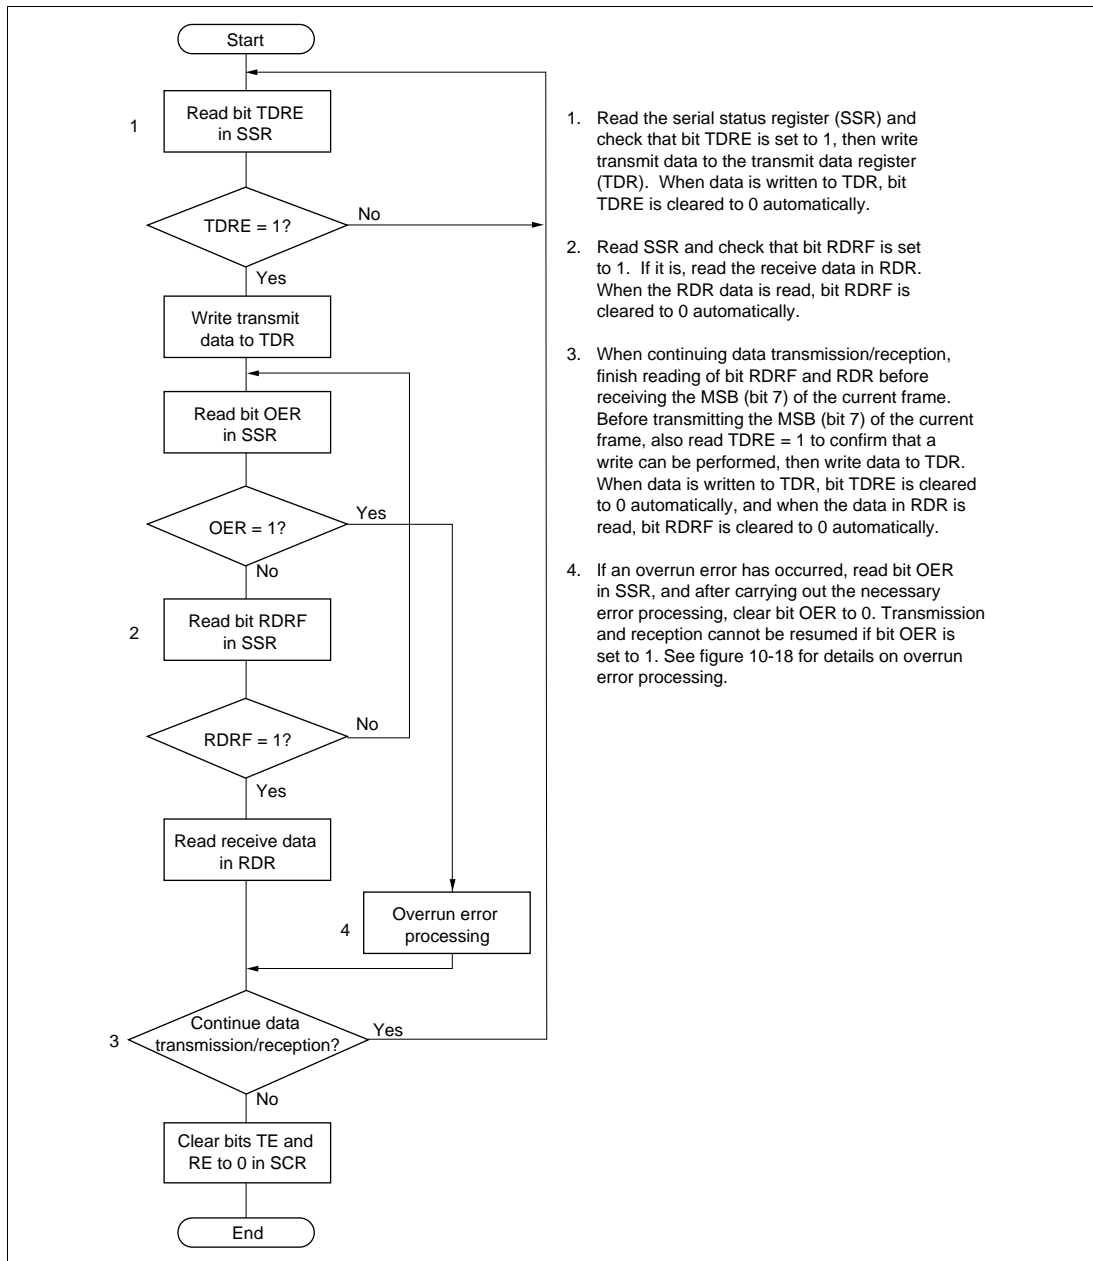 Start
1
Read bit TDRE
in SSR
TDRE = 1?
No
Yes
Write transmit
data to TDR
Read bit OER
in SSR
OER = 1?
Yes
No
2
Read bit RDRF
in SSR
RDRF = 1?
No
Yes
Read receive data
in RDR
4
Overrun error
processing
3
Continue data
transmission/reception?
Yes
No
Clear bits TE and
RE to 0 in SCR
End
1. Read the serial status register (SSR) and
check that bit TDRE is set to 1, then write
transmit data to the transmit data register
(TDR).  When data is written to TDR, bit
TDRE is cleared to 0 automatically.
2. Read SSR and check that bit RDRF is set
to 1.  If it is, read the receive data in RDR.
When the RDR data is read, bit RDRF is
cleared to 0 automatically.
3. When continuing data transmission/reception,
finish reading of bit RDRF and RDR before
receiving the MSB (bit 7) of the current frame.
Before transmitting the MSB (bit 7) of the current
frame, also read TDRE = 1 to confirm that a
write can be performed, then write data to TDR.
When data is written to TDR, bit TDRE is cleared
to 0 automatically, and when the data in RDR is
read, bit RDRF is cleared to 0 automatically.
4. If an overrun error has occurred, read bit OER
in SSR, and after carrying out the necessary
error processing, clear bit OER to 0. Transmission
and reception cannot be resumed if bit OER is
set to 1. See figure 10-18 for details on overrun
error processing.